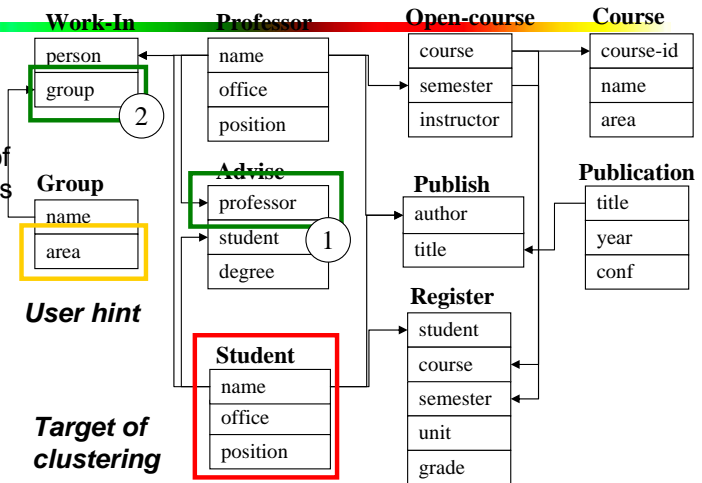 Work-In
person
group
2
Professor
name
office
position
Open-course
course
semester
instructor
Course
course-id
name
area
of
s
Group
name
area
User hint
Advise
professor
student
degree
1
Publish
author
title
Publication
title
year
conf
Student
name
office
position
Target of
clustering
Register
student
course
semester
unit
grade